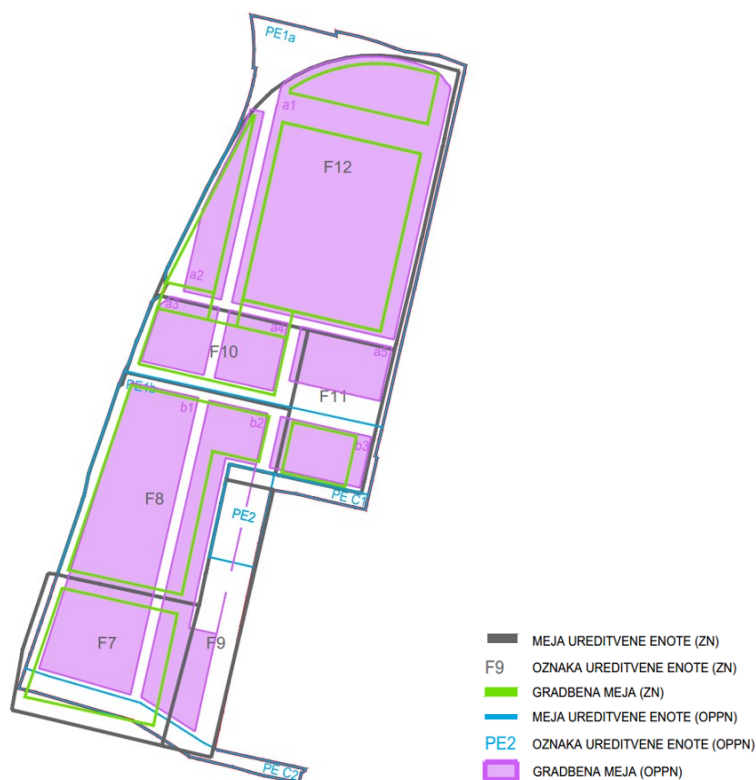 PE1a
a1
F12
a2
a3
a4
F10
a5
F11
PE1b
b1
b2
b3
F8
PE C1
PE2
F7
F9
PE C2
MEJA UREDITVENE ENOTE (ZN)
F9 OZNAKA UREDITVENE ENOTE (ZN)
GRADBENA MEJA (ZN)
MEJA UREDITVENE ENOTE (OPPN)
PE2 OZNAKA UREDITVENE ENOTE (OPPN)
GRADBENA MEJA (OPPN)